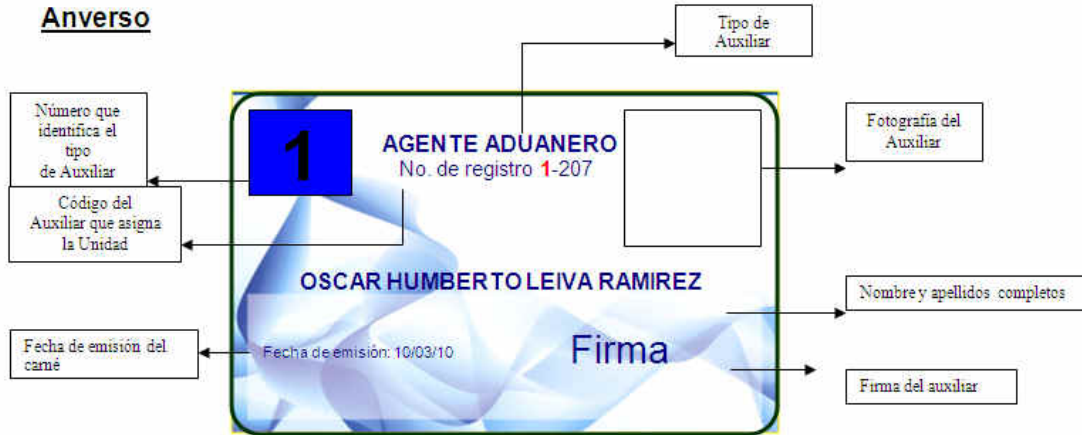 Anverso
Tipo de
Auxiliar
Número que
identifica el
tipo
de Auxiliar
Código del
Auxiliar que asigna
la Unidad
Fecha de emisión del
carné
1
AGENTE ADUANERO
No. de registro 1-207
OSCAR HUMBERTO LEIVA RAMIREZ
Fecha de emisión: 10/03/10
Firma
Fotografía del
Auxiliar
Nombre y apellidos completos
Firma del auxiliar